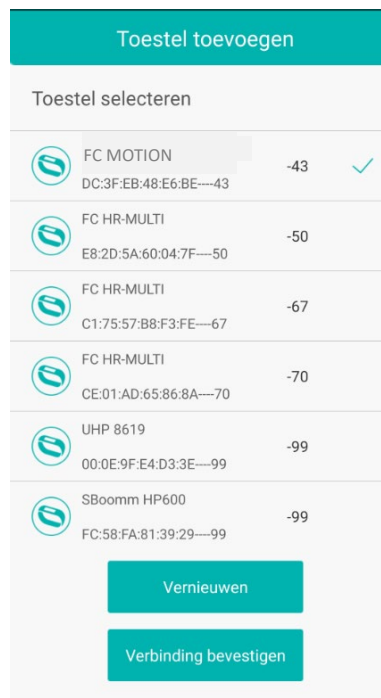 Toestel toevoegen
Toestel selecteren
FC MOTION
-43
DC:3F:EB:48:E6:BE----43
FC HR-MULTI
-50
E8:2D:5A:60:04:7F----50
FC HR-MULTI
-67
C1:75:57:B8:F3:FE----67
FC HR-MULTI
-70
CE:01:AD:65:86:8A----70
UHP 8619
-99
00:0E:9F:E4:D3:3E----99
SBoomm HP600
-99
FC:58:FA:81:39:29----99
Vernieuwen
Verbinding bevestigen